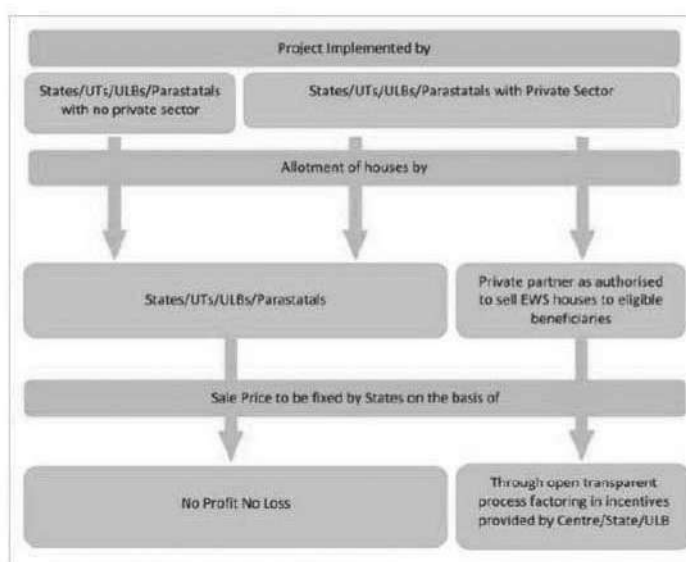 Project Implemented by
States/UTs/ULBs/Parastatals
with no private sector
States/UTs/ULBs/Parastatals with Private Sector
Allotment of houses by
States/UTs/ULBs/Parastatals
Private partner as authorised
to sell EWS houses to eligible
beneficiaries
Sale Price to be fixed by States on the basis of
No Profit No Loss
Through open transparent
process factoring in incentives
provided by Centre/State/ULB